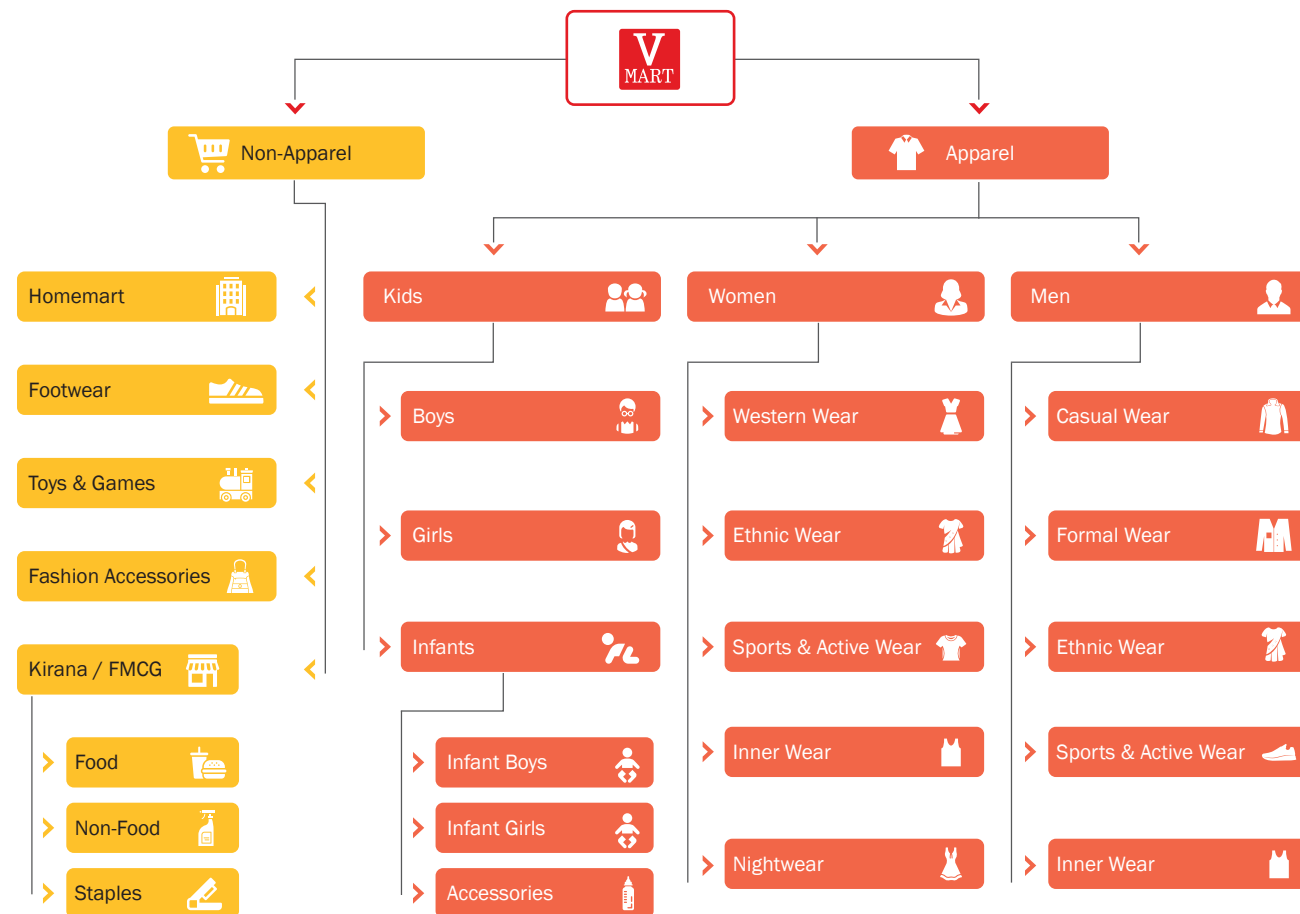 V
MART
Non-Apparel
Apparel
Homemart
Footwear
Toys & Games
Fashion Accessories
Kirana / FMCG
Food
Non-Food
Staples
Kids
Boys
Girls
Infants
Infant Boys
Infant Girls
Accessories
Women
Western Wear
Ethnic Wear
Sports & Active Wear
Inner Wear
Nightwear
Men
Casual Wear
Formal Wear
Ethnic Wear
Sports & Active Wear
Inner Wear